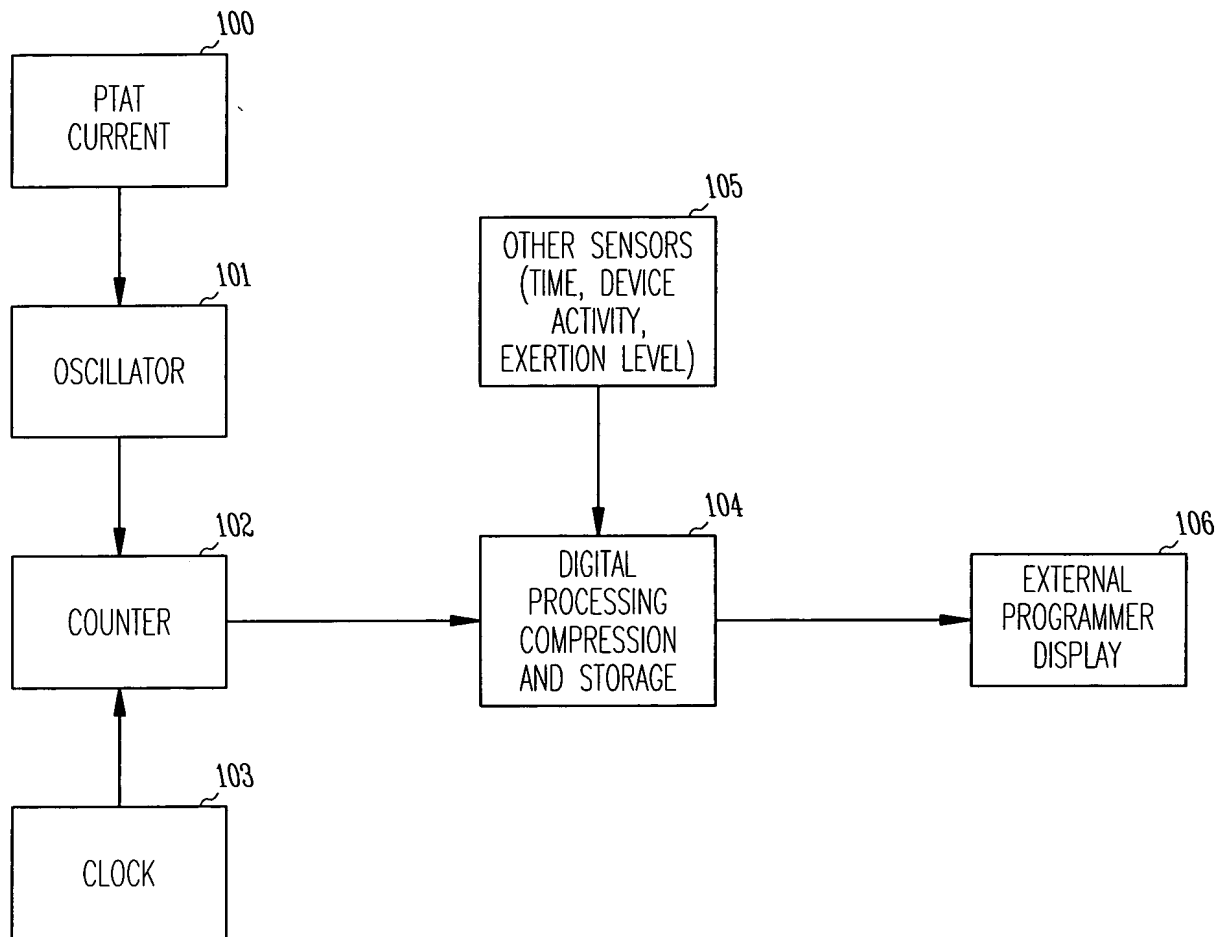 100
PTAT
CURRENT
101
OSCILLATOR
102
COUNTER
103
CLOCK
105
OTHER SENSORS
(TIME, DEVICE
ACTIVITY,
EXERTION LEVEL)
104
DIGITAL
PROCESSING
COMPRESSION
AND STORAGE
106
EXTERNAL
PROGRAMMER
DISPLAY